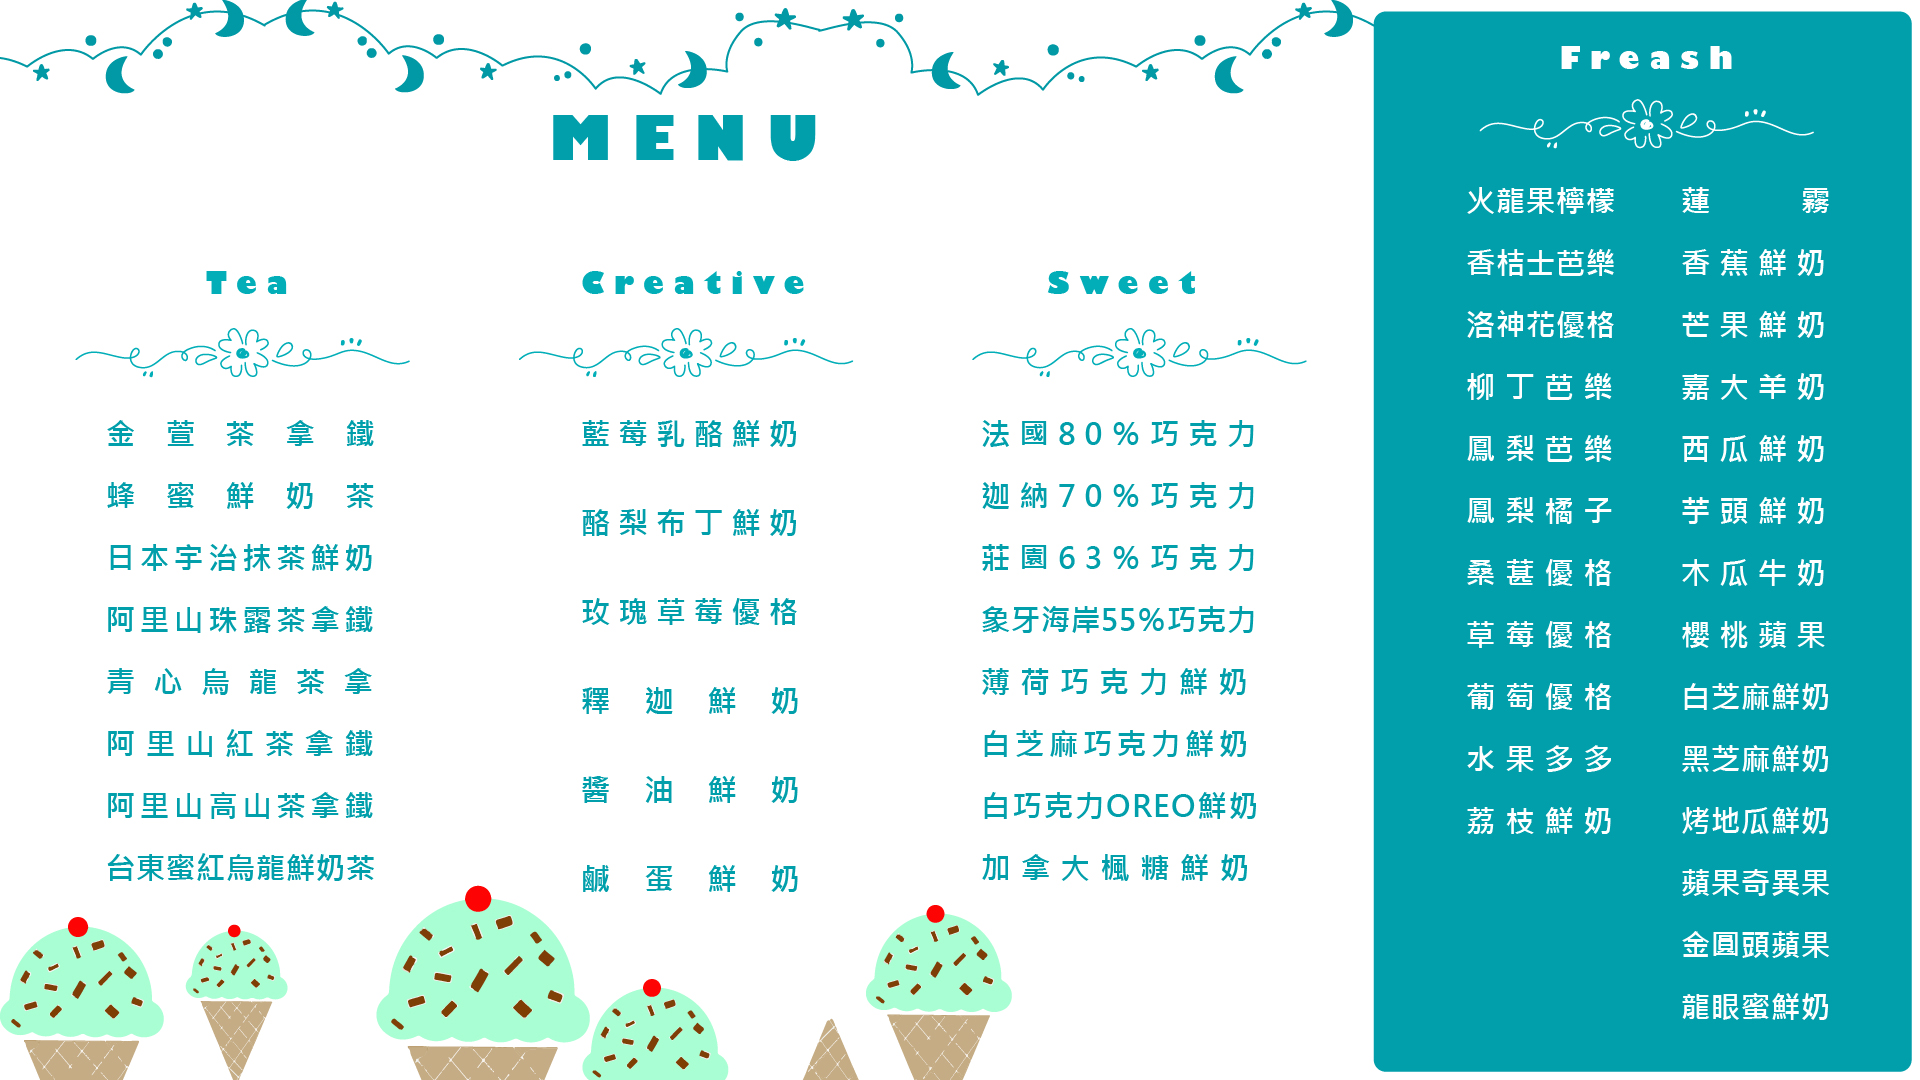 MENU
Tea
金萱茶拿鐵
蜂蜜鮮奶茶
日本宇治抹茶鮮奶
阿里山珠露茶拿鐵
青心烏龍茶拿
阿里山紅茶拿鐵
阿里山高山茶拿鐵
台東蜜紅烏龍鮮奶茶
Creative
藍莓乳酪鮮奶
酪梨布丁鮮奶
玫瑰草莓優格
釋迦鮮奶
醬油鮮奶
鹹蛋鮮奶
Sweet
法國80%巧克力
迦納70%巧克力
莊園63%巧克力
象牙海岸55%巧克力
薄荷巧克力鮮奶
白芝麻巧克力鮮奶
白巧克力OREO鮮奶
加拿大楓糖鮮奶
Freash
火龍果檸檬
香桔士芭樂
洛神花優格
柳丁芭樂
鳳梨芭樂
鳳梨橘子
桑葚優格
草莓優格
葡萄優格
水果多多
荔枝鮮奶
蓮霧
香蕉鮮奶
芒果鮮奶
嘉大羊奶
西瓜鮮奶
芋頭鮮奶
木瓜牛奶
櫻桃蘋果
白芝麻鮮奶
黑芝麻鮮奶
烤地瓜鮮奶
蘋果奇異果
金圓頭蘋果
龍眼蜜鮮奶